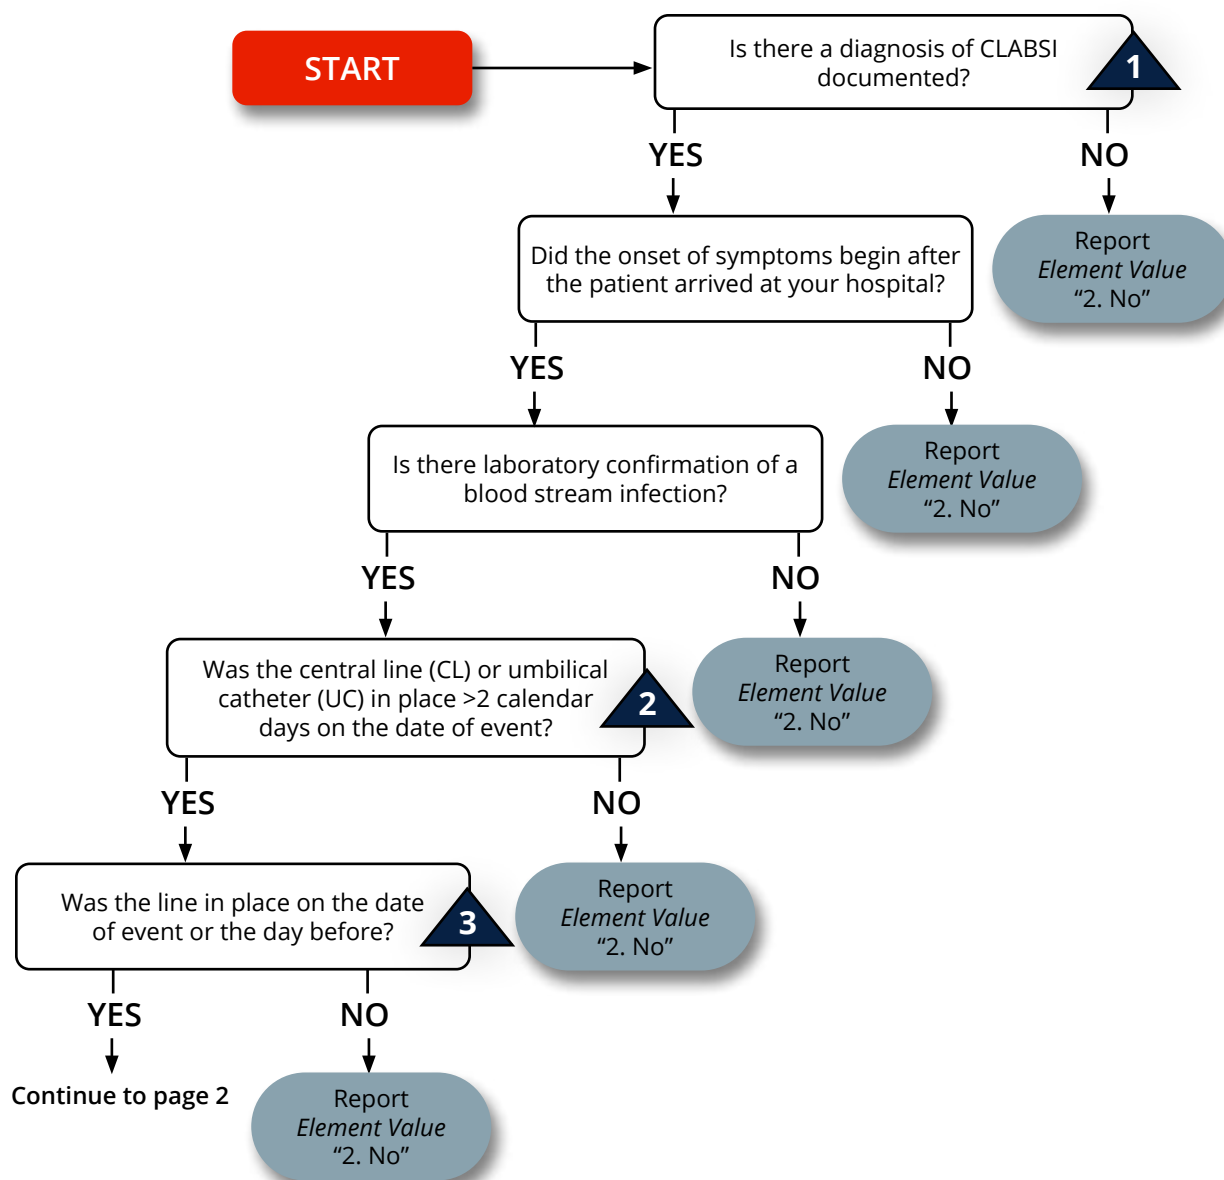 START
Is there a diagnosis of CLABSI
documented?
1
YES
NO
Report
Element Value
“2. No”
Did the onset of symptoms begin after
the patient arrived at your hospital?
YES
NO
Report
Element Value
“2. No”
Is there laboratory confirmation of a
blood stream infection?
YES
NO
Report
Element Value
“2. No”
Was the central line (CL) or umbilical
catheter (UC) in place >2 calendar
days on the date of event?
2
YES
NO
Report
Element Value
“2. No”
Was the line in place on the date
of event or the day before?
3
YES
NO
Continue to page 2
Report
Element Value
“2. No”